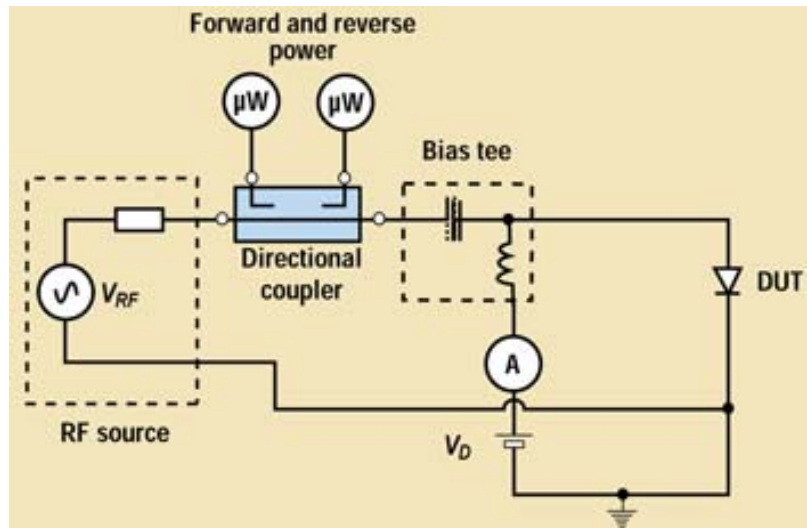 Forward and reverse
power
µW
µW
Bias tee
Directional
coupler
V_RF
DUT
A
RF source
V_D